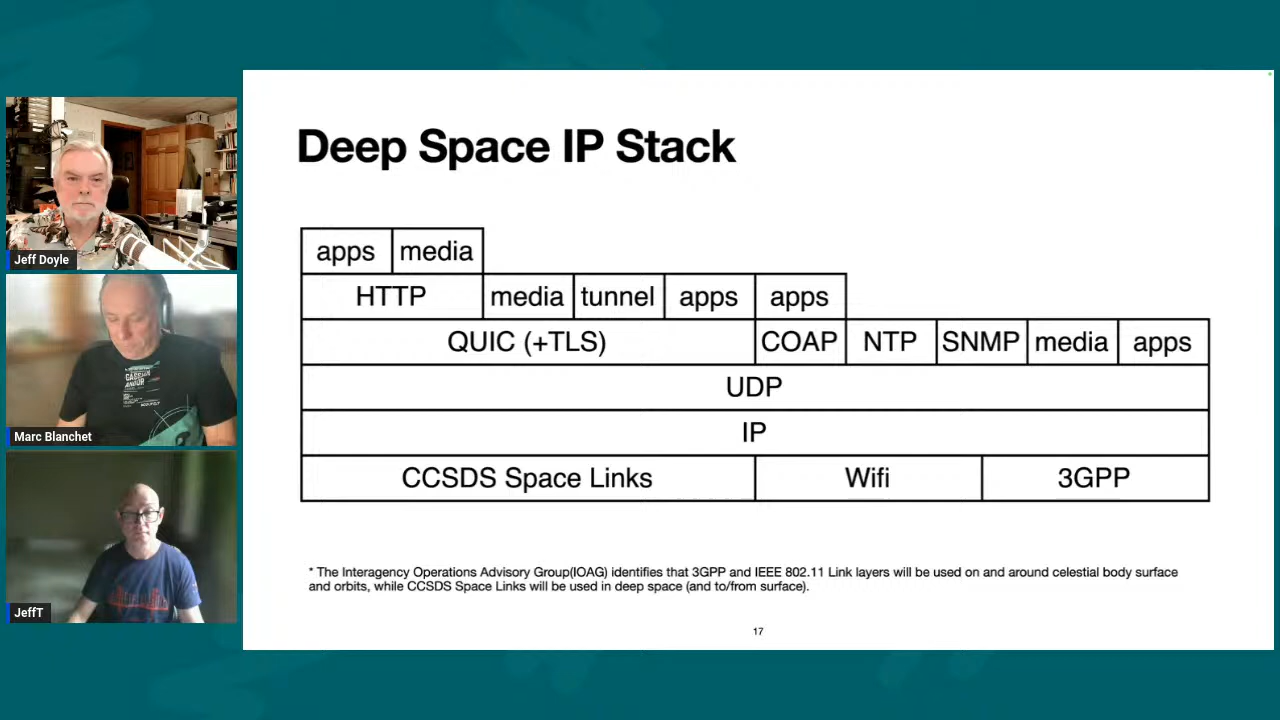 Deep Space IP Stack
apps media
HTTP media tunnel apps apps
QUIC (+TLS) COAP NTP SNMP media apps
UDP
IP
CCSDS Space Links Wifi 3GPP
* The Interagency Operations Advisory Group(IOAG) identifies that 3GPP and IEEE 802.11 Link layers will be used on and around celestial body surface
and orbits, while CCSDS Space Links will be used in deep space (and to/from surface).
17
Jeff Doyle
Marc Blanchet
JeffT